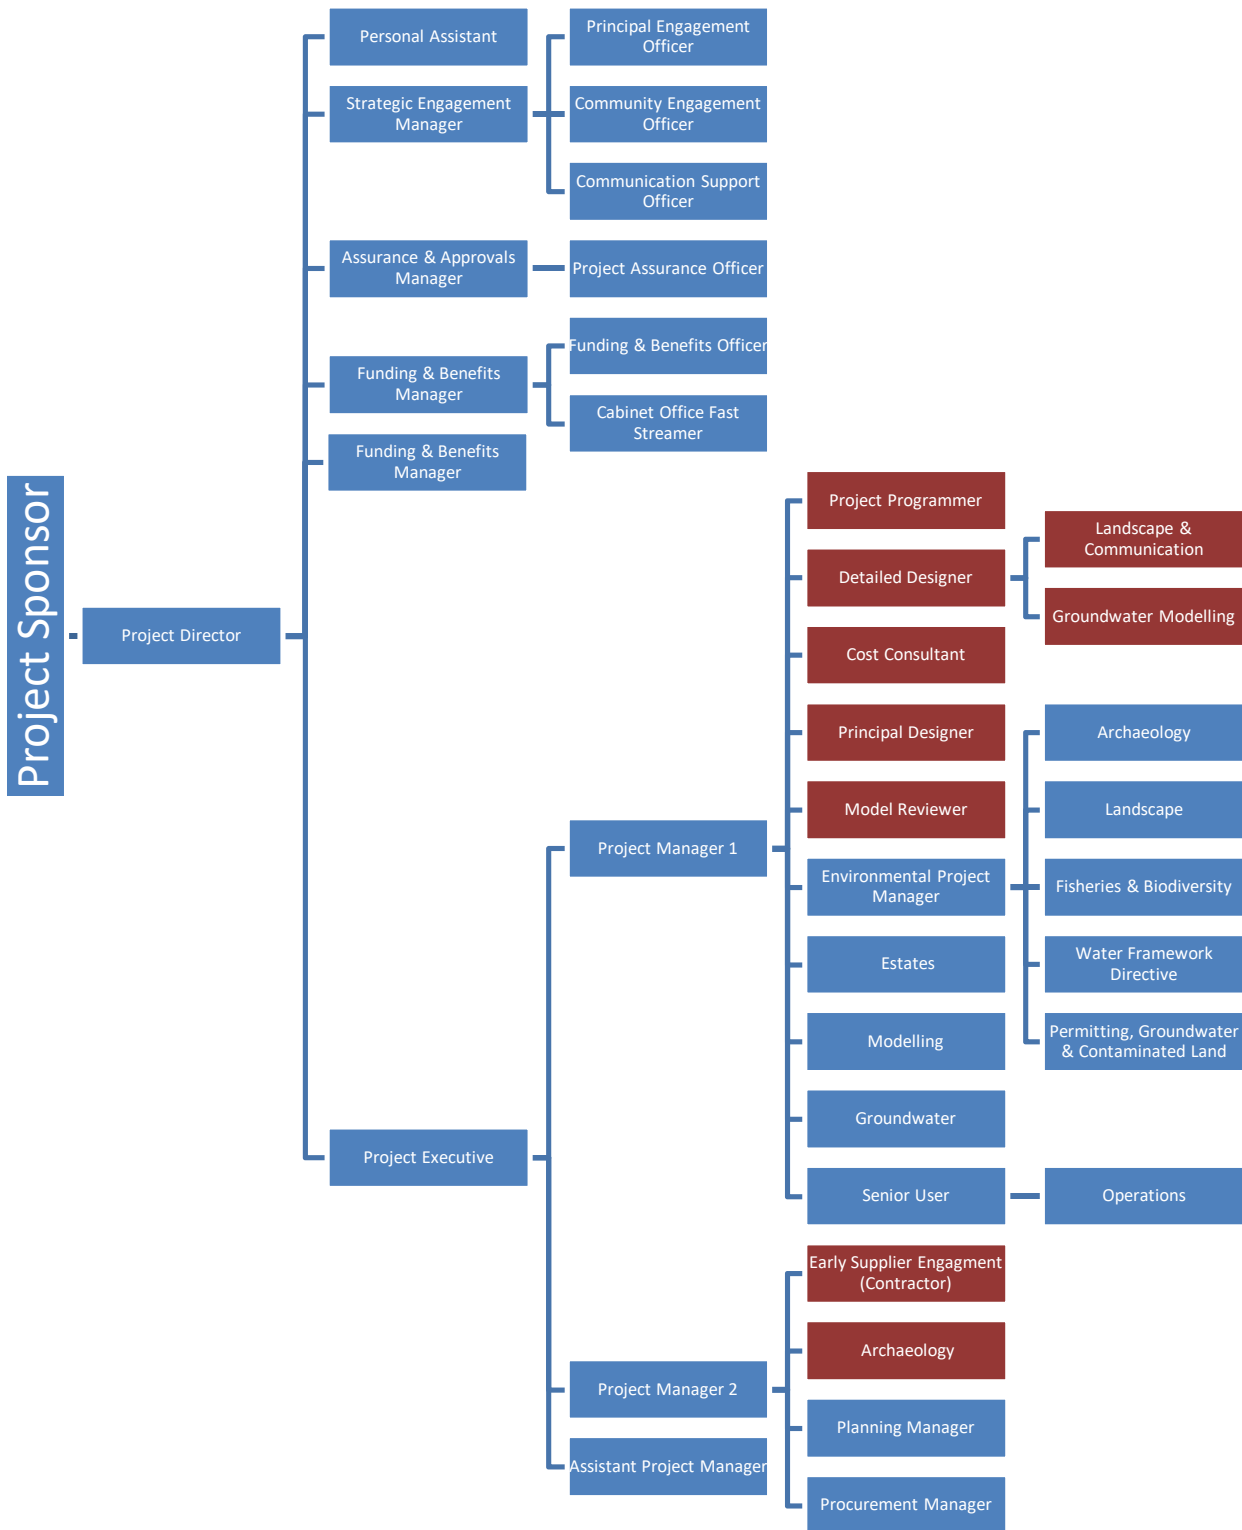 Project Sponsor
Project Director
Personal Assistant
Strategic Engagement
Manager
Principal Engagement
Officer
Community Engagement
Officer
Communication Support
Officer
Assurance & Approvals
Manager
Project Assurance Officer
Funding & Benefits
Manager
Funding & Benefits Officer
Cabinet Office Fast
Streamer
Funding & Benefits
Manager
Project Executive
Project Manager 1
Project Programmer
Detailed Designer
Landscape &
Communication
Groundwater Modelling
Cost Consultant
Principal Designer
Model Reviewer
Environmental Project
Manager
Archaeology
Landscape
Fisheries & Biodiversity
Water Framework
Directive
Permitting, Groundwater
& Contaminated Land
Estates
Modelling
Groundwater
Senior User
Operations
Project Manager 2
Early Supplier Engagment
(Contractor)
Archaeology
Planning Manager
Procurement Manager
Assistant Project Manager